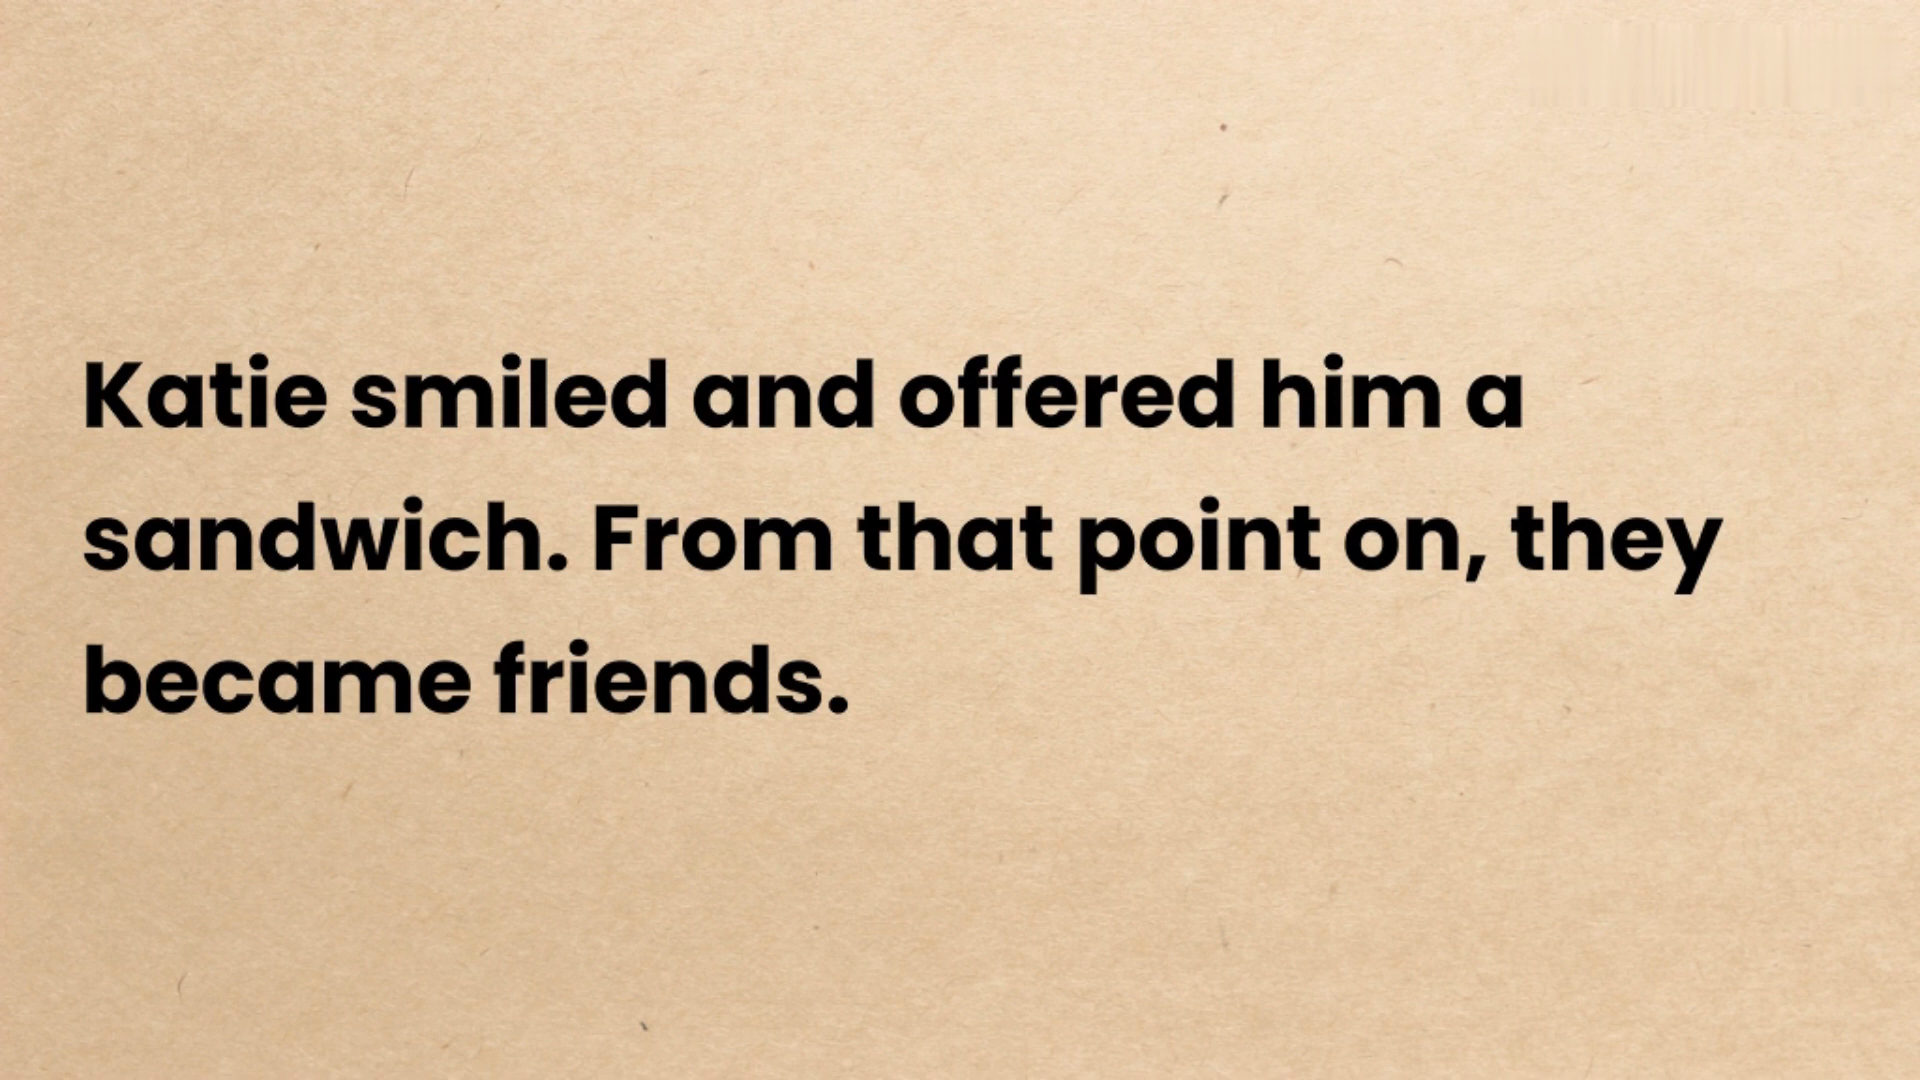 Katie smiled and offered him a
sandwich. From that point on, they
became friends.